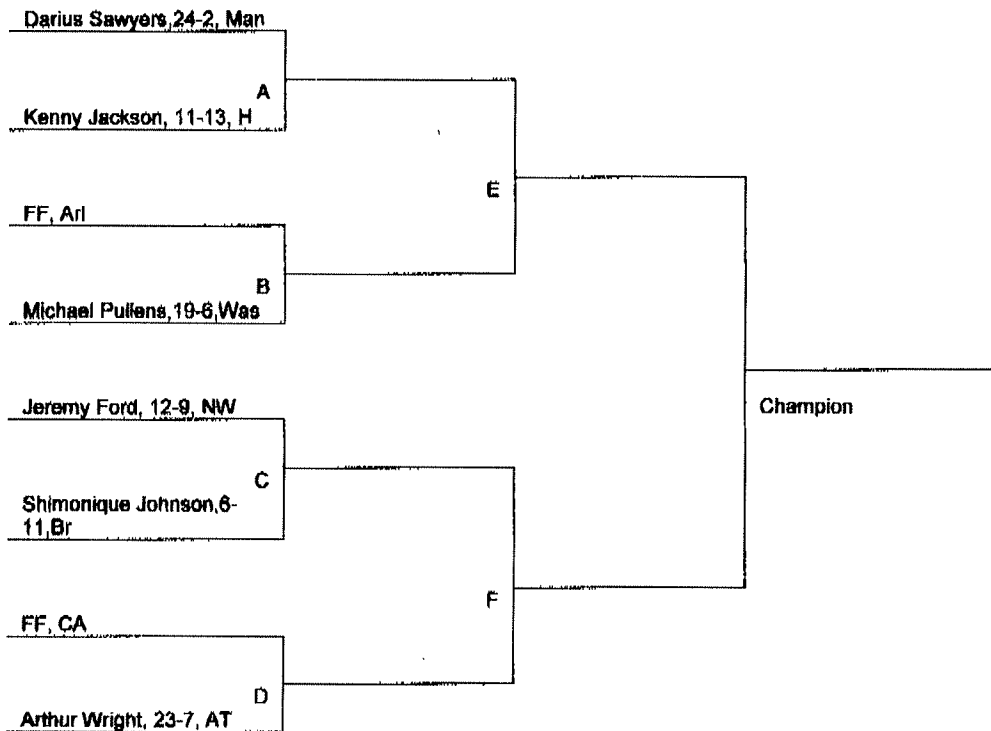 Darius Sawyers,24-2, Man
A
Kenny Jackson, 11-13, H
E
FF, Arl
B
Michael Pullens,19-6,Was
Jeremy Ford, 12-9, NW
Champion
C
Shimonique Johnson,6-
11,Br
F
FF, CA
D
Arthur Wright, 23-7, AT